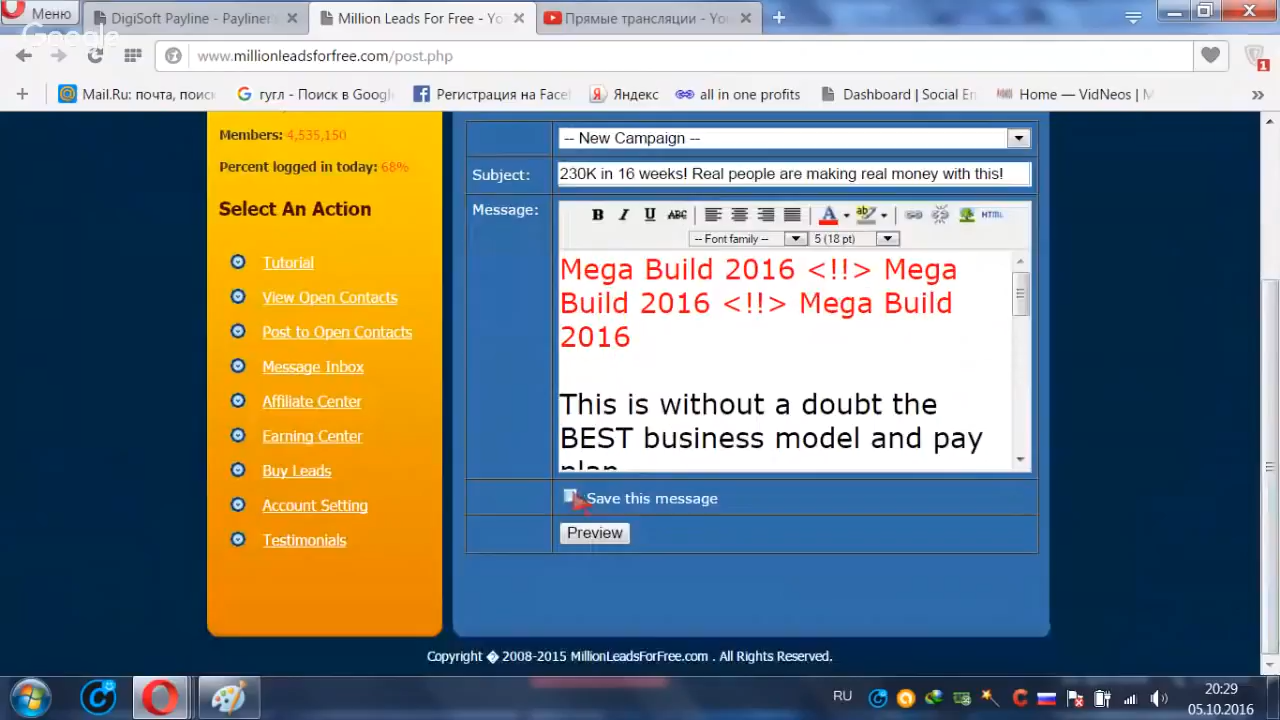 Меню
DigiSoft Payline - Payliner
Million Leads For Free - Yo
Прямые трансляции - You
Google
www.millionleadsforfree.com/post.php
1
Mail.Ru: почта, поиск
гугл - Поиск в Googl
Регистрация на Facel
Яндекс
all in one profits
Dashboard | Social En
Home — VidNeos | M
»
Members: 4,535,150
Percent logged in today: 68%
Select An Action
Tutorial
View Open Contacts
Post to Open Contacts
Message Inbox
Affiliate Center
Earning Center
Buy Leads
Account Setting
Testimonials
-- New Campaign --
Subject: 230K in 16 weeks! Real people are making real money with this!
Message:
B I U ABC A ab HTML
-- Font family -- 5 (18 pt)
Mega Build 2016 <!!> Mega
Build 2016 <!!> Mega Build
2016
This is without a doubt the
BEST business model and pay
plan
Save this message
Preview
Copyright � 2008-2015 MillionLeadsForFree.com . All Rights Reserved.
RU
20:29
05.10.2016